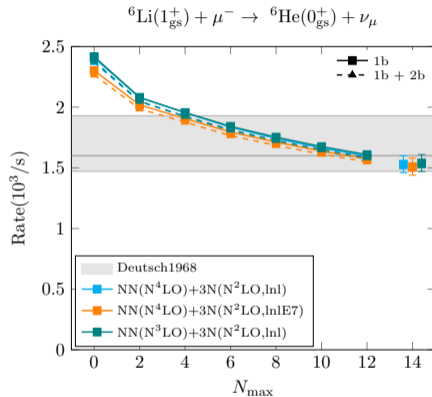 ⁶Li(1⁺gs) + μ⁻ → ⁶He(0⁺gs) + νμ
1b
1b + 2b
Rate(10³/s)
2.5
2
1.5
1
0.5
0
Deutsch1968
NN(N⁴LO)+3N(N²LO,lnl)
NN(N⁴LO)+3N(N²LO,lnlE7)
NN(N³LO)+3N(N²LO,lnl)
0 2 4 6 8 10 12 14
Nmax